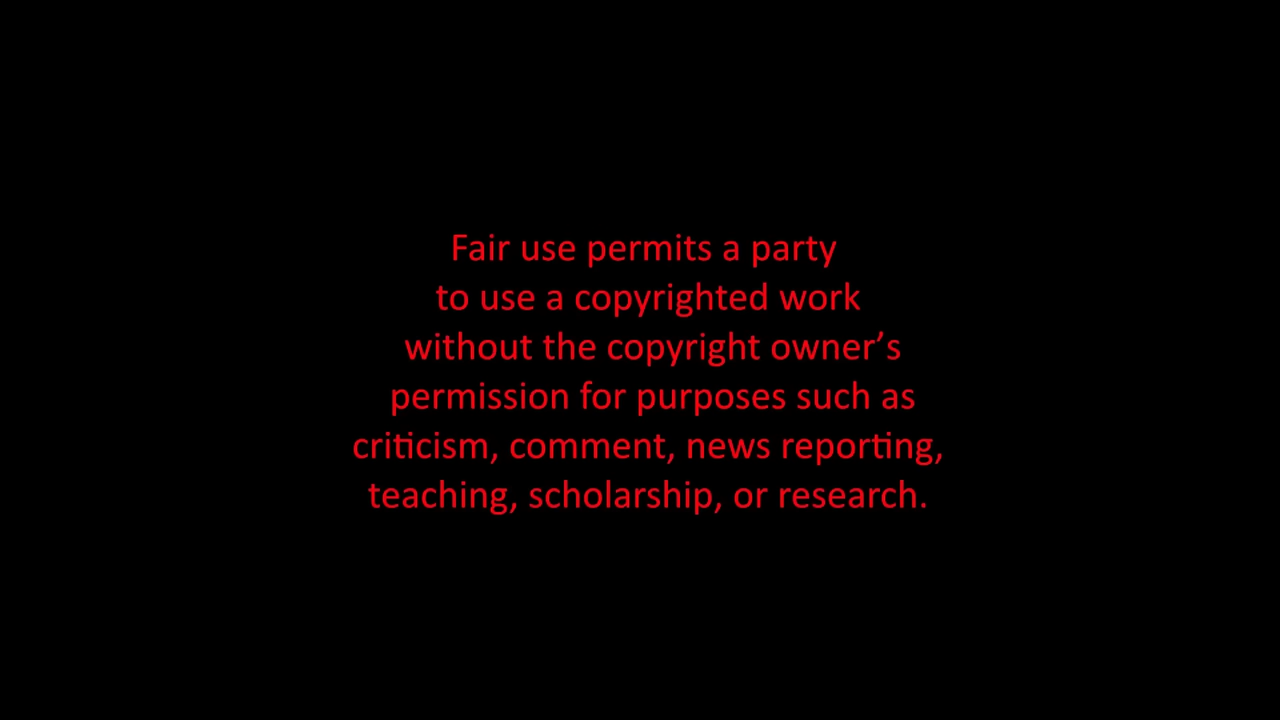 Fair use permits a party
to use a copyrighted work
without the copyright owner’s
permission for purposes such as
criticism, comment, news reporting,
teaching, scholarship, or research.